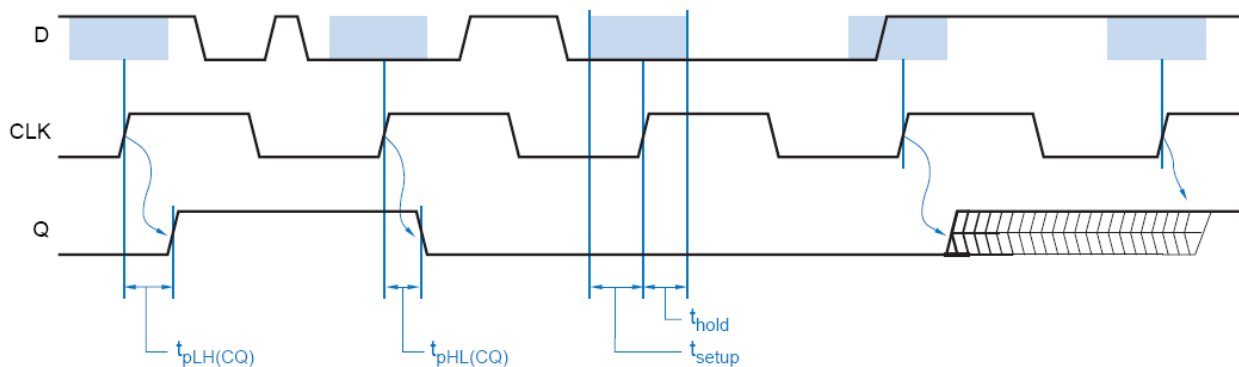 D
CLK
Q
thold
tpLH(CQ)
tpHL(CQ)
tsetup